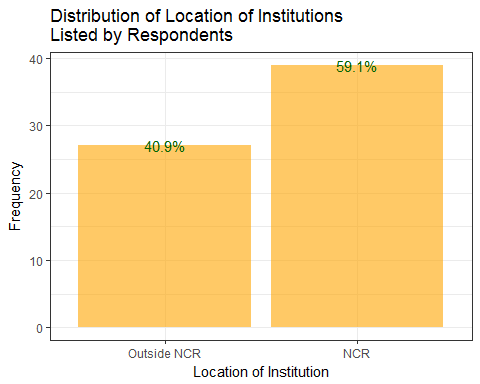 Distribution of Location of Institutions
Listed by Respondents
40
30
20
10
0
Frequency
40.9%
59.1%
Outside NCR
NCR
Location of Institution